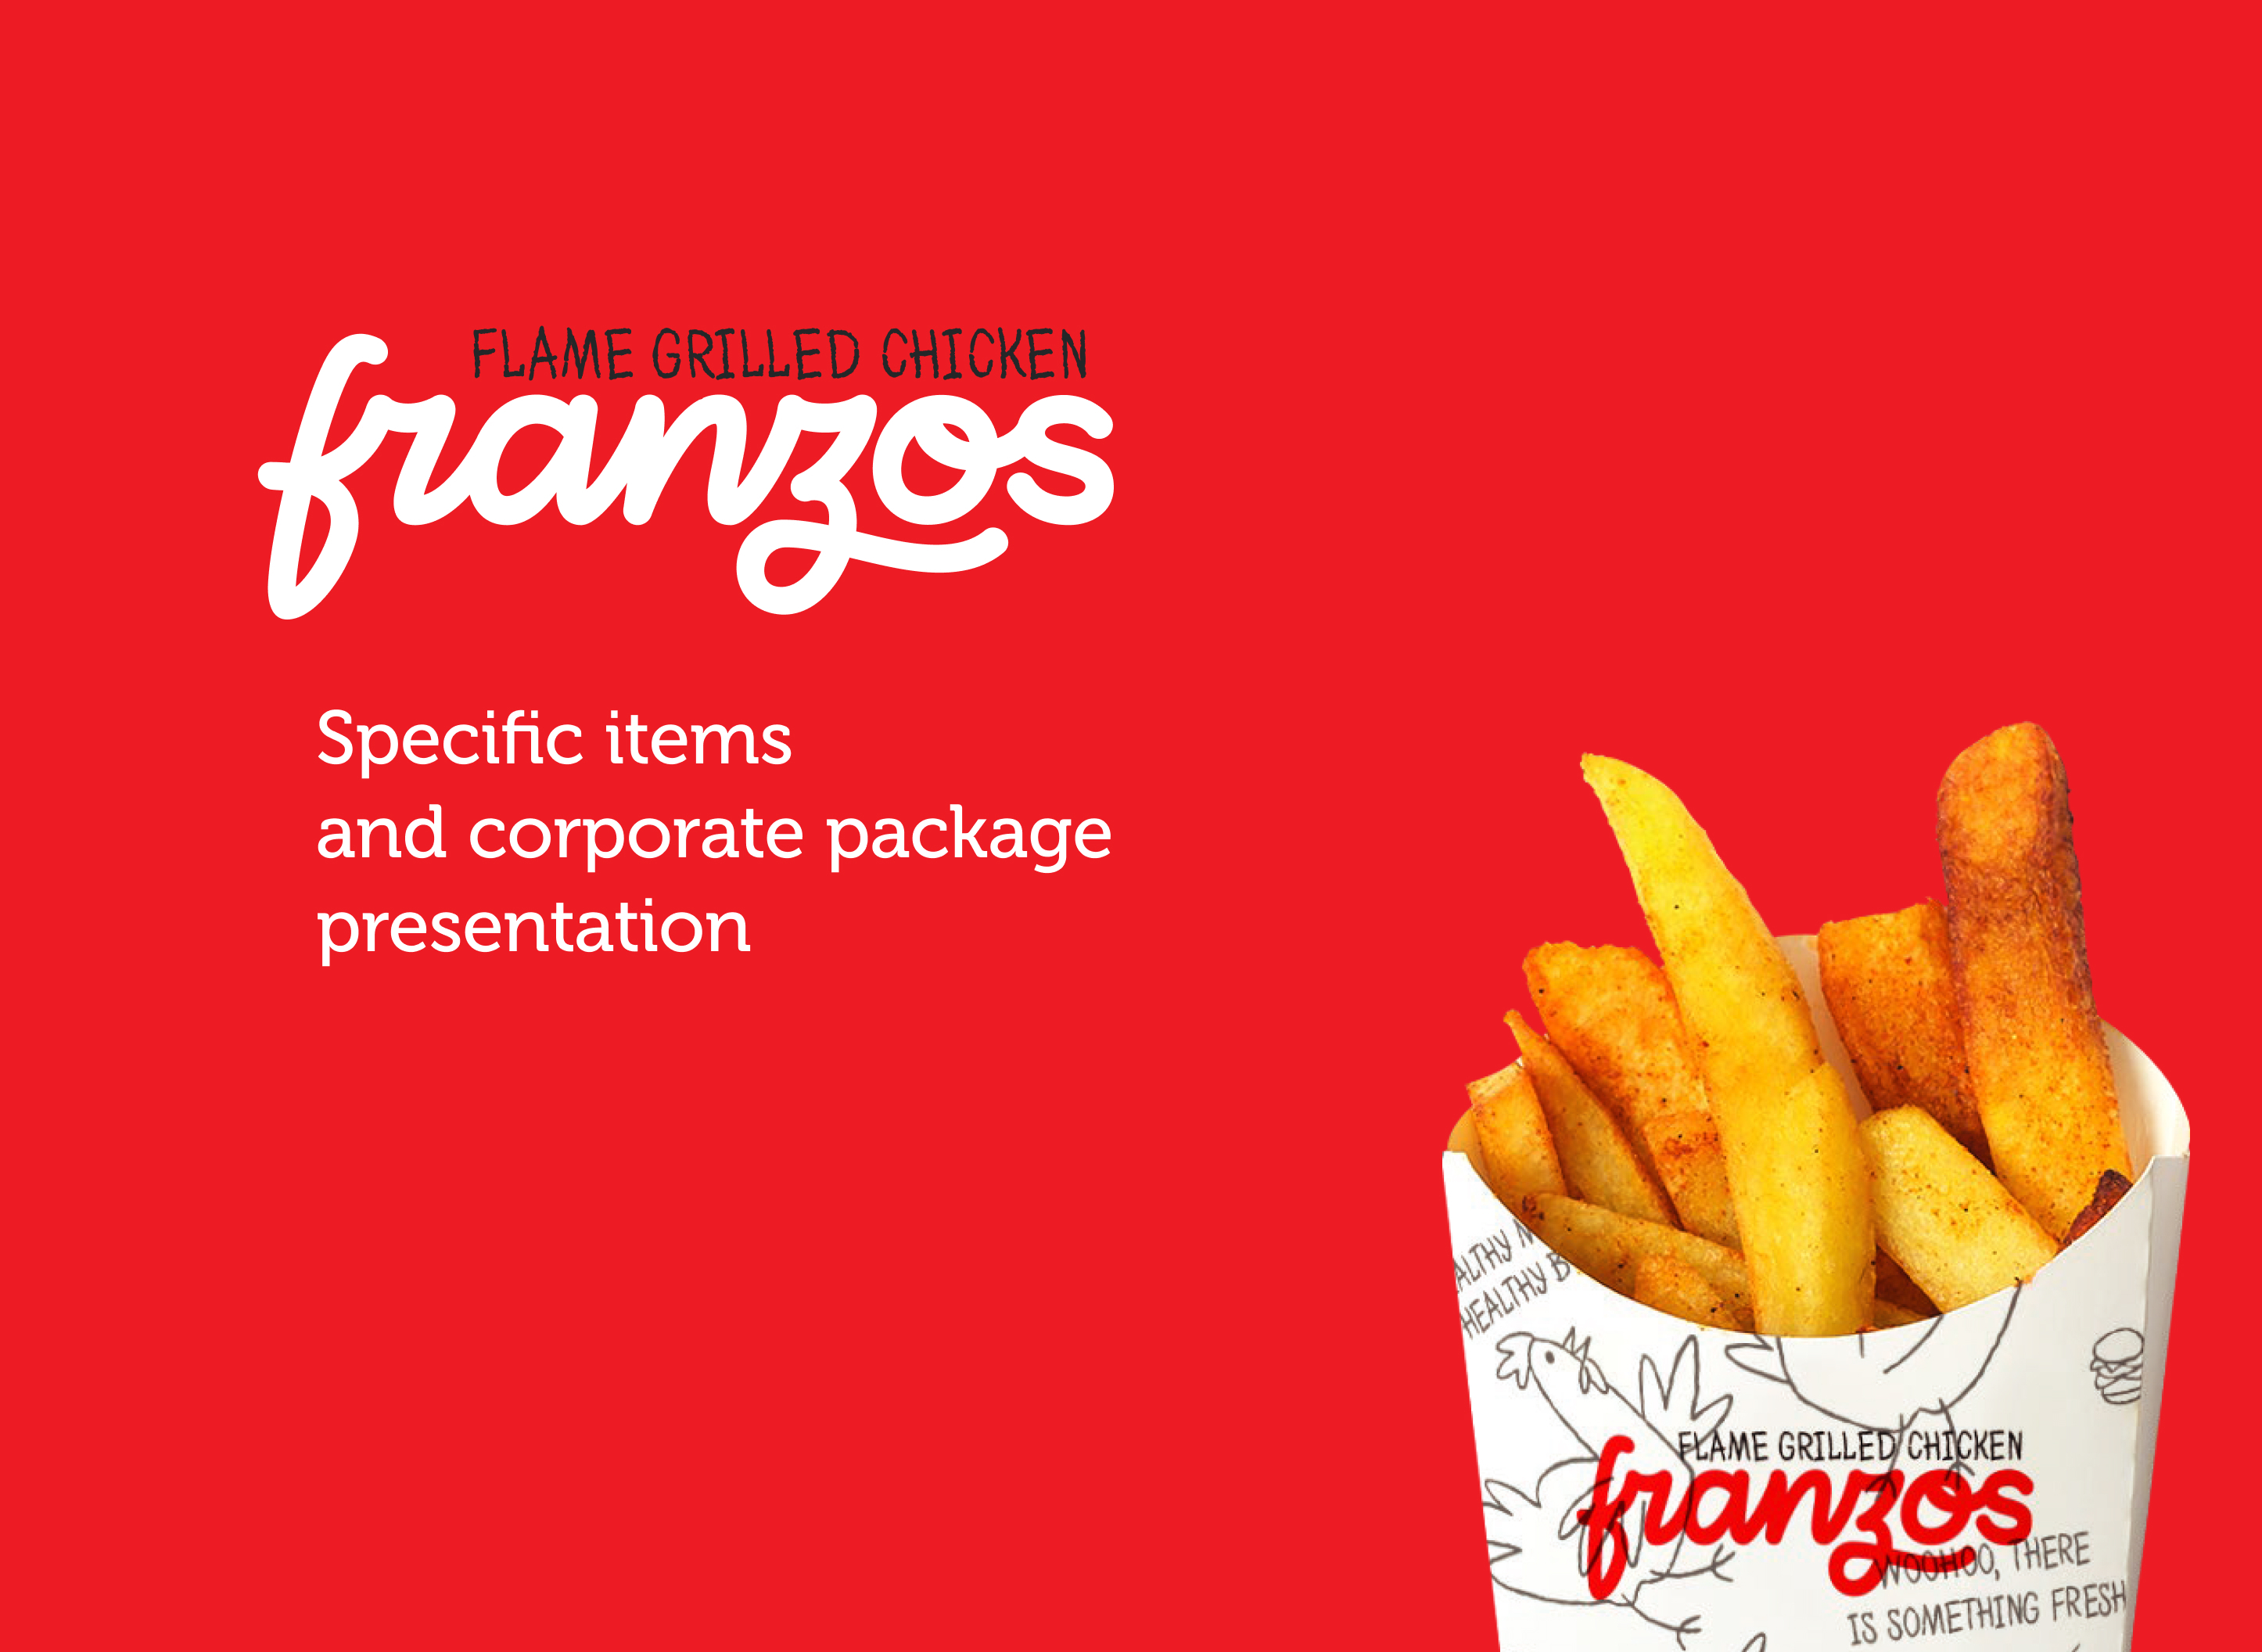 FLAME GRILLED CHICKEN
franzos
Specific items
and corporate package
presentation
HEALTHY B
FLAME GRILLED CHICKEN
franzos
WOOHOO, THERE
IS SOMETHING FRESH